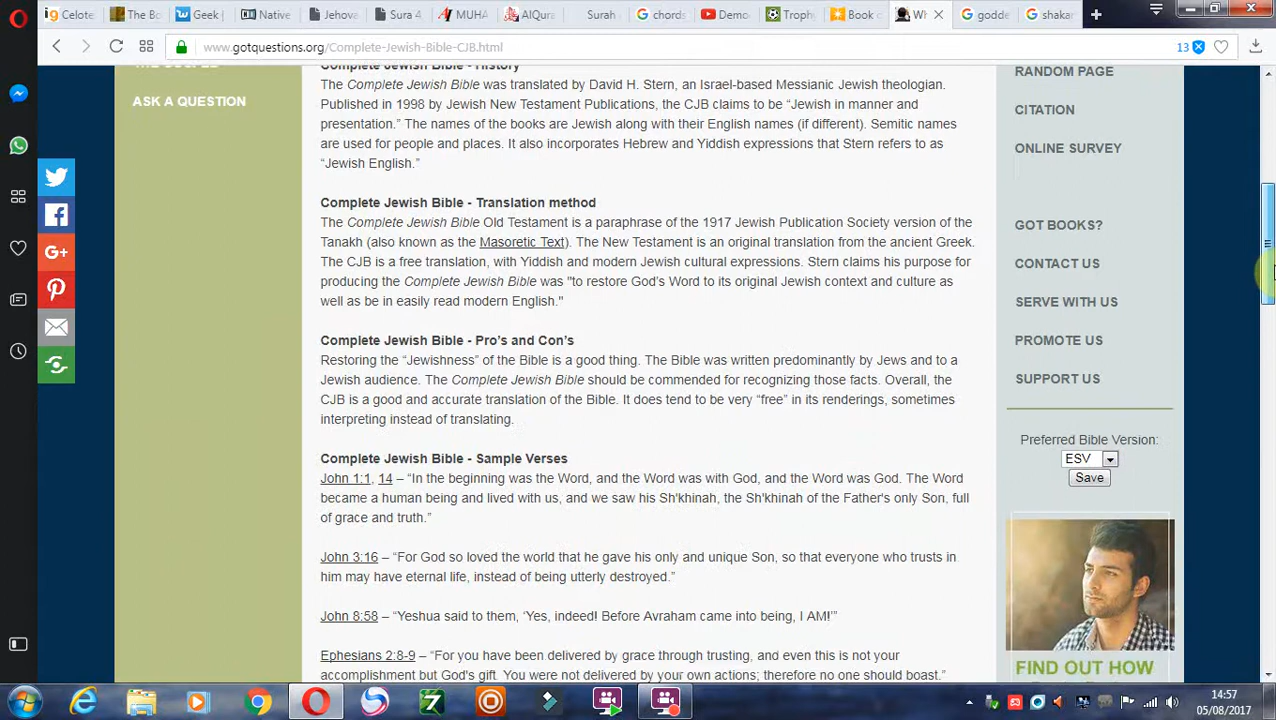 Celote
The Bo
Geek |
Native
Jehova
Sura 4
MUHA
AlQura
Surah
chords
Demo
Trophy
Book o
Wh
godde
shakar
www.gotquestions.org/Complete-Jewish-Bible-CJB.html
13
ASK A QUESTION
Complete Jewish Bible - History
The Complete Jewish Bible was translated by David H. Stern, an Israel-based Messianic Jewish theologian.
Published in 1998 by Jewish New Testament Publications, the CJB claims to be “Jewish in manner and
presentation.” The names of the books are Jewish along with their English names (if different). Semitic names
are used for people and places. It also incorporates Hebrew and Yiddish expressions that Stern refers to as
“Jewish English.”
Complete Jewish Bible - Translation method
The Complete Jewish Bible Old Testament is a paraphrase of the 1917 Jewish Publication Society version of the
Tanakh (also known as the Masoretic Text). The New Testament is an original translation from the ancient Greek.
The CJB is a free translation, with Yiddish and modern Jewish cultural expressions. Stern claims his purpose for
producing the Complete Jewish Bible was "to restore God’s Word to its original Jewish context and culture as
well as be in easily read modern English."
Complete Jewish Bible - Pro’s and Con’s
Restoring the “Jewishness” of the Bible is a good thing. The Bible was written predominantly by Jews and to a
Jewish audience. The Complete Jewish Bible should be commended for recognizing those facts. Overall, the
CJB is a good and accurate translation of the Bible. It does tend to be very “free” in its renderings, sometimes
interpreting instead of translating.
Complete Jewish Bible - Sample Verses
John 1:1, 14 – “In the beginning was the Word, and the Word was with God, and the Word was God. The Word
became a human being and lived with us, and we saw his Sh'khinah, the Sh'khinah of the Father's only Son, full
of grace and truth.”
John 3:16 – “For God so loved the world that he gave his only and unique Son, so that everyone who trusts in
him may have eternal life, instead of being utterly destroyed.”
John 8:58 – “Yeshua said to them, ‘Yes, indeed! Before Avraham came into being, I AM!’”
Ephesians 2:8-9 – “For you have been delivered by grace through trusting, and even this is not your
accomplishment but God's gift. You were not delivered by your own actions; therefore no one should boast.”
RANDOM PAGE
CITATION
ONLINE SURVEY
GOT BOOKS?
CONTACT US
SERVE WITH US
PROMOTE US
SUPPORT US
Preferred Bible Version:
ESV
Save
FIND OUT HOW
14:57
05/08/2017